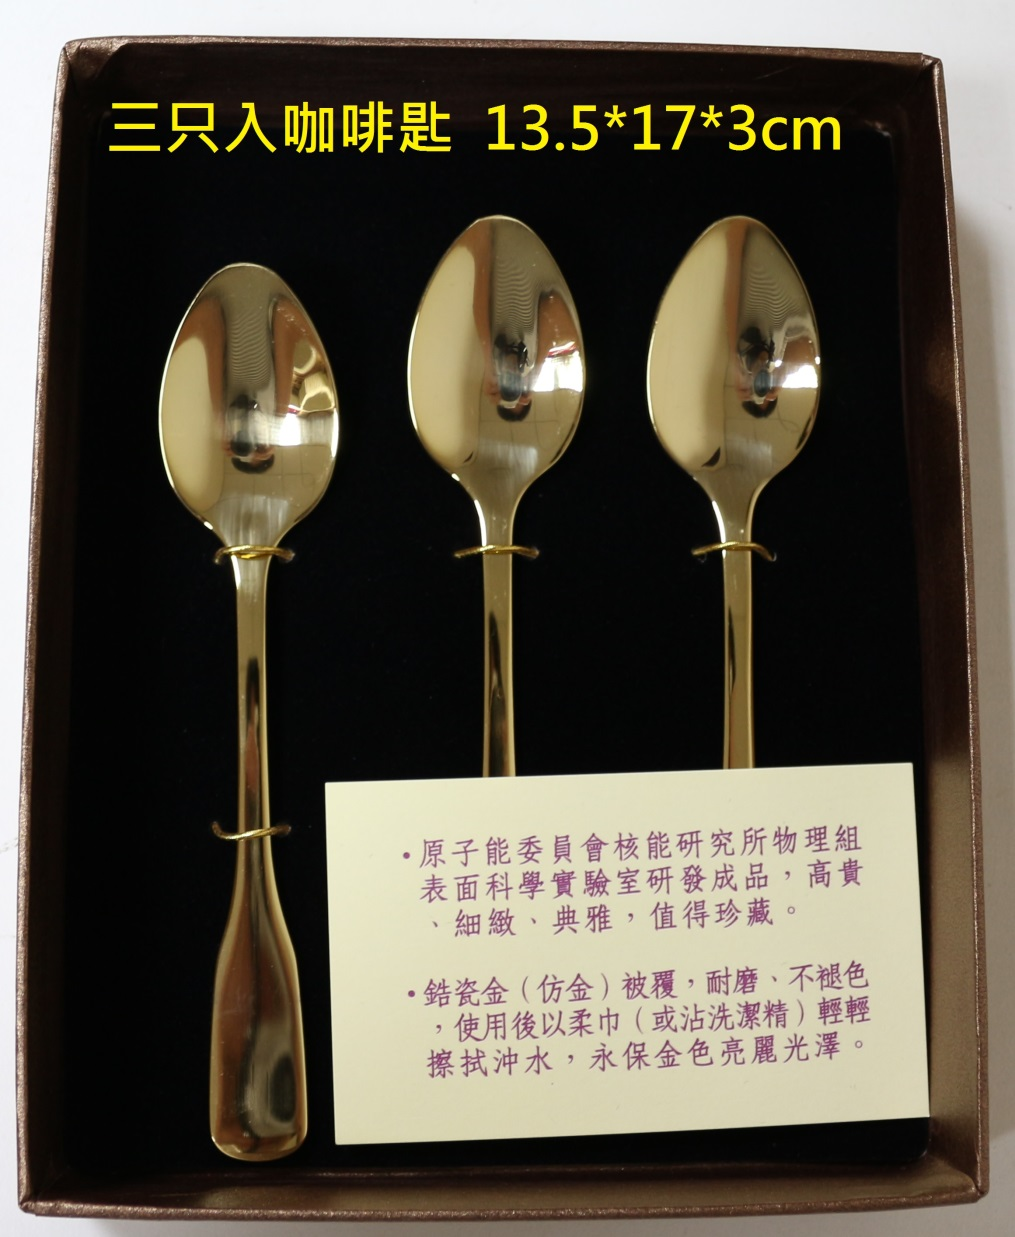 三只入咖啡匙 13.5*17*3cm
•原子能委員會核能研究所物理組
表面科學實驗室研發成品，高貴
、細緻、典雅，值得珍藏。
•鋯瓷金（仿金）被覆，耐磨、不褪色
，使用後以柔巾（或沾洗潔精）輕輕
擦拭沖水，永保金色亮麗光澤。